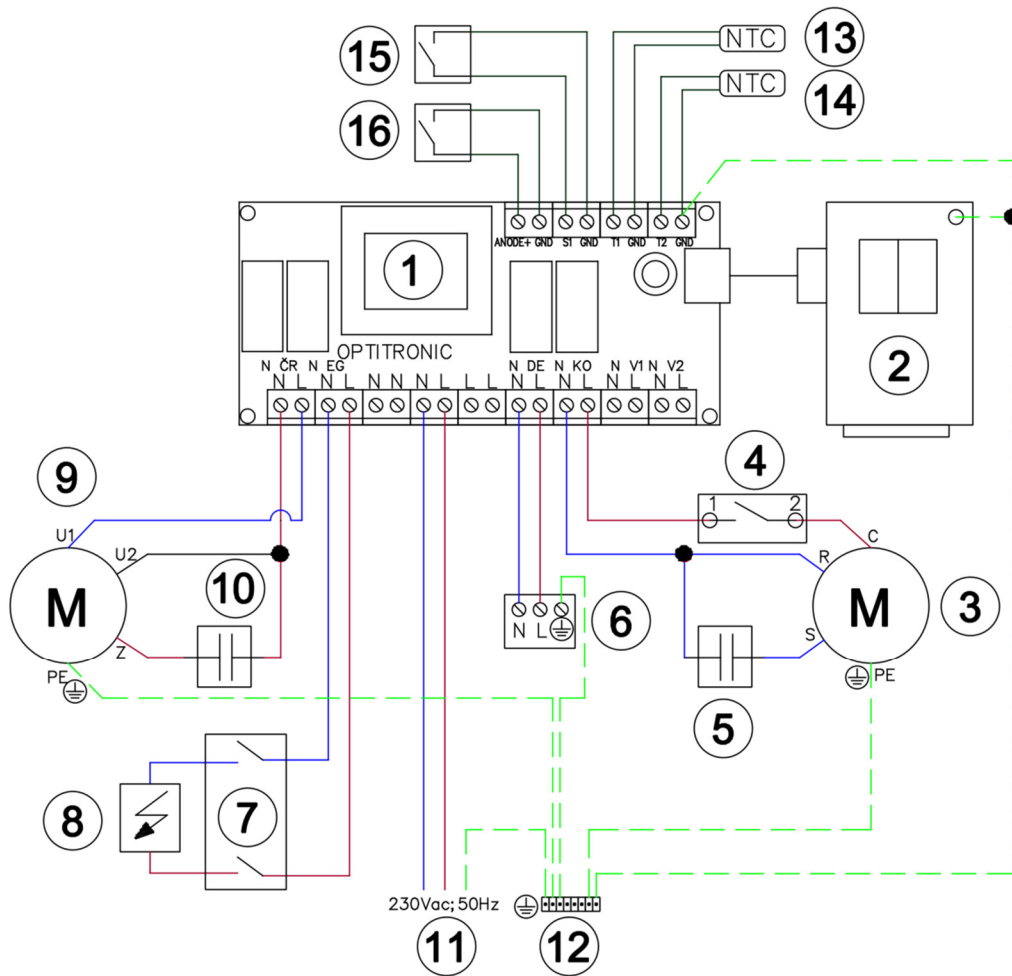 15
NTC 13
16
NTC 14
ANODE+ GND S1 GND T1 GND T2 GND
1
OPTITRONIC
2
N ČR N EG N DE N KO N V1 N V2
N L N L N N N L L L N L N L N L N L
9
4
U1
1 2
U2
C
R
10
M
M
3
N L
6
S
Z
PE
PE
5
8
7
230Vac; 50Hz
11
12